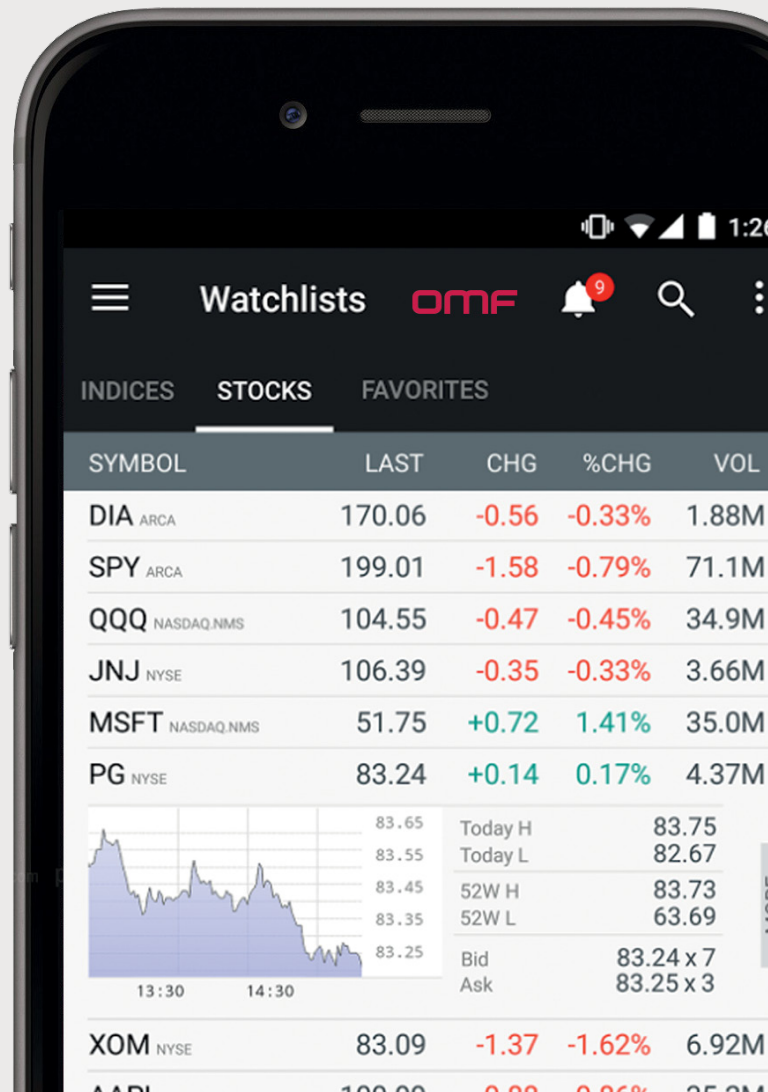 1:26
Watchlists omf 9
INDICES STOCKS FAVORITES
SYMBOL LAST CHG %CHG VOL
DIA ARCA 170.06 -0.56 -0.33% 1.88M
SPY ARCA 199.01 -1.58 -0.79% 71.1M
QQQ NASDAQ.NMS 104.55 -0.47 -0.45% 34.9M
JNJ NYSE 106.39 -0.35 -0.33% 3.66M
MSFT NASDAQ.NMS 51.75 +0.72 1.41% 35.0M
PG NYSE 83.24 +0.14 0.17% 4.37M
83.65
83.55
83.45
83.35
83.25
13:30 14:30
Today H 83.75
Today L 82.67
52W H 83.73
52W L 63.69
Bid 83.24 x 7
Ask 83.25 x 3
MORE
XOM NYSE 83.09 -1.37 -1.62% 6.92M